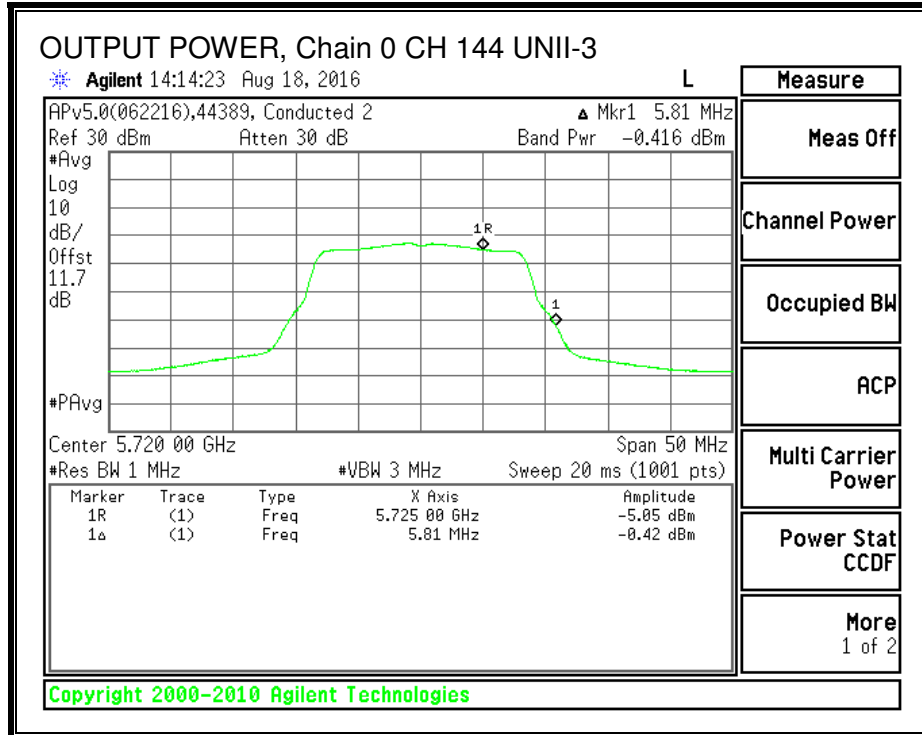 OUTPUT POWER, Chain 0 CH 144 UNII-3
Agilent 14:14:23 Aug 18, 2016 L
APv5.0(062216),44389, Conducted 2
Δ Mkr1 5.81 MHz
Ref 30 dBm Atten 30 dB Band Pwr -0.416 dBm
#Avg
Log
10
dB/
Offst
11.7
dB
#PAvg
1R
1
Center 5.720 00 GHz Span 50 MHz
#Res BW 1 MHz #VBW 3 MHz Sweep 20 ms (1001 pts)
Marker Trace Type X Axis Amplitude
1R (1) Freq 5.725 00 GHz -5.05 dBm
1Δ (1) Freq 5.81 MHz -0.42 dBm
Measure
Meas Off
Channel Power
Occupied BW
ACP
Multi Carrier
Power
Power Stat
CCDF
More
1 of 2
Copyright 2000-2010 Agilent Technologies